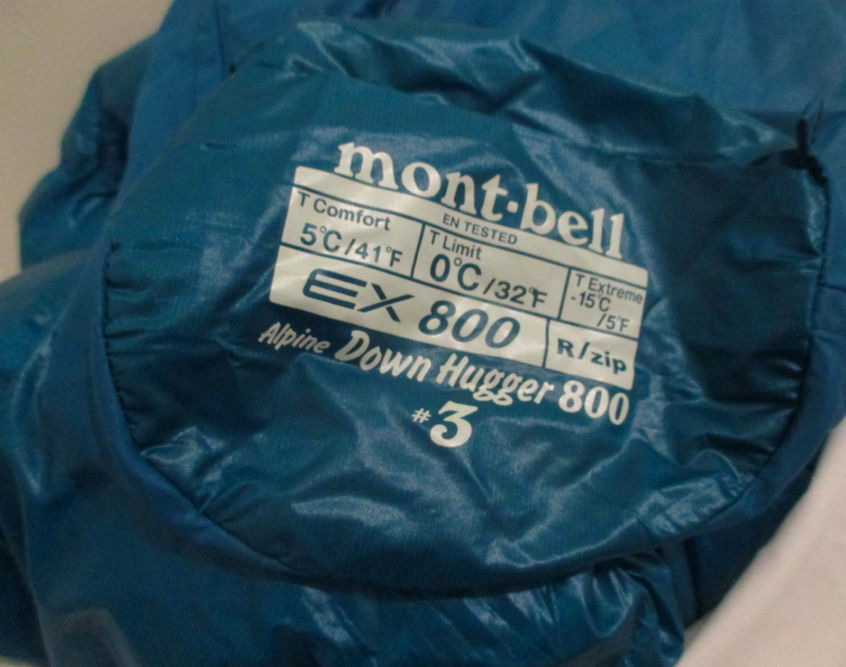 mont·bell
EN TESTED
T Comfort
5℃/41°F
T Limit
0℃/32°F
T Extreme
-15℃
/5°F
EX 800
R/zip
Alpine Down Hugger 800
#3